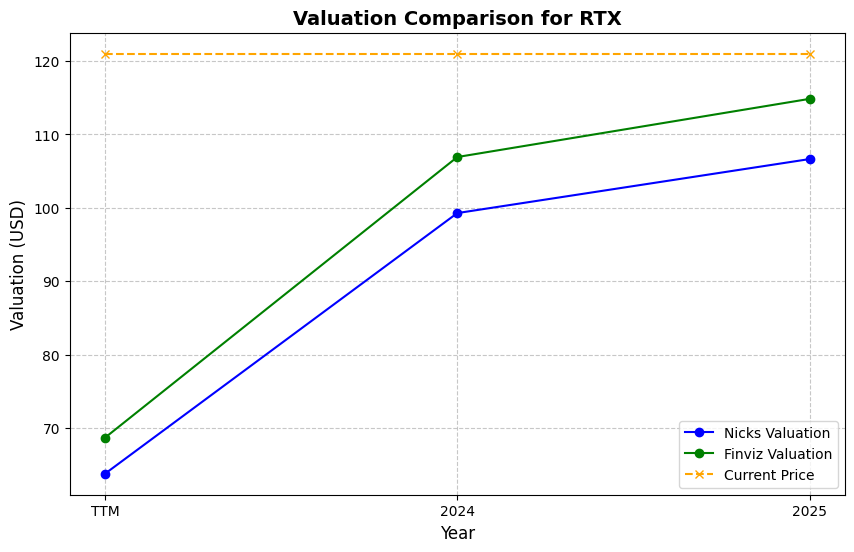 Valuation Comparison for RTX
Valuation (USD)
120
110
100
90
80
70
TTM
2024
2025
Year
Nicks Valuation
Finviz Valuation
Current Price